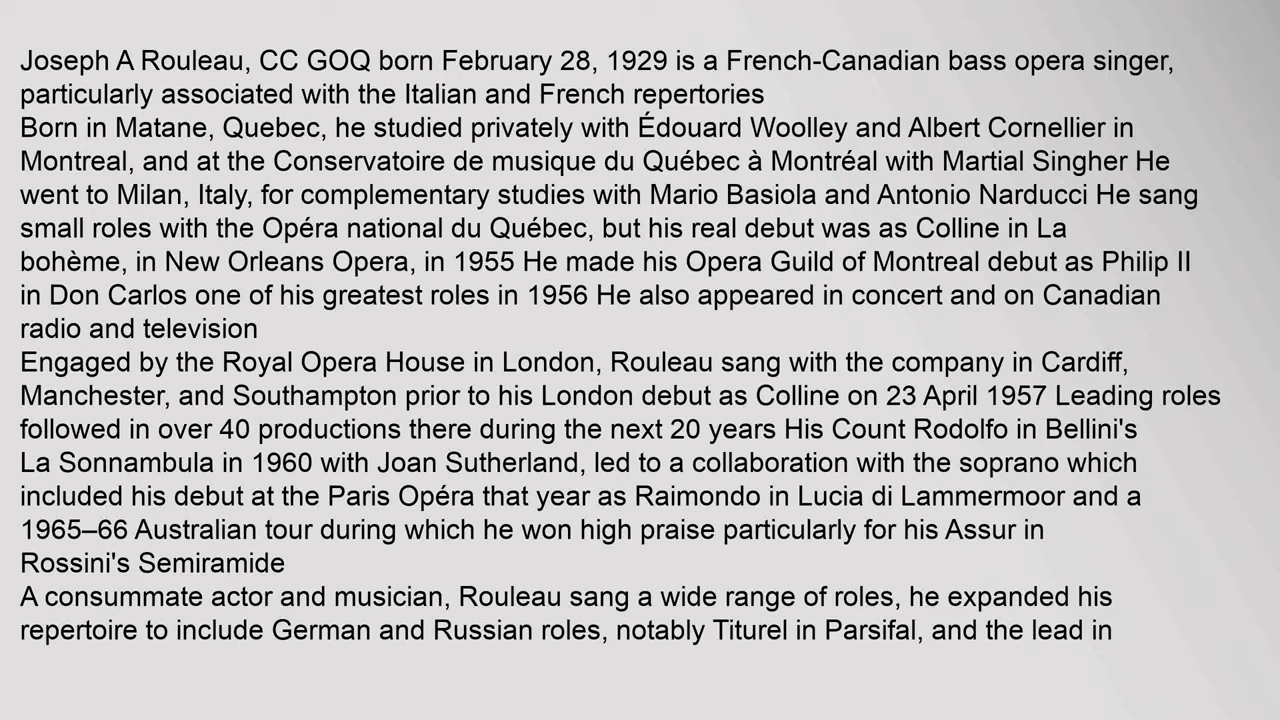 Joseph A Rouleau, CC GOQ born February 28, 1929 is a French-Canadian bass opera singer,
particularly associated with the Italian and French repertories
Born in Matane, Quebec, he studied privately with Édouard Woolley and Albert Cornellier in
Montreal, and at the Conservatoire de musique du Québec à Montréal with Martial Singher He
went to Milan, Italy, for complementary studies with Mario Basiola and Antonio Narducci He sang
small roles with the Opéra national du Québec, but his real debut was as Colline in La
bohème, in New Orleans Opera, in 1955 He made his Opera Guild of Montreal debut as Philip II
in Don Carlos one of his greatest roles in 1956 He also appeared in concert and on Canadian
radio and television
Engaged by the Royal Opera House in London, Rouleau sang with the company in Cardiff,
Manchester, and Southampton prior to his London debut as Colline on 23 April 1957 Leading roles
followed in over 40 productions there during the next 20 years His Count Rodolfo in Bellini's
La Sonnambula in 1960 with Joan Sutherland, led to a collaboration with the soprano which
included his debut at the Paris Opéra that year as Raimondo in Lucia di Lammermoor and a
1965–66 Australian tour during which he won high praise particularly for his Assur in
Rossini's Semiramide
A consummate actor and musician, Rouleau sang a wide range of roles, he expanded his
repertoire to include German and Russian roles, notably Titurel in Parsifal, and the lead in